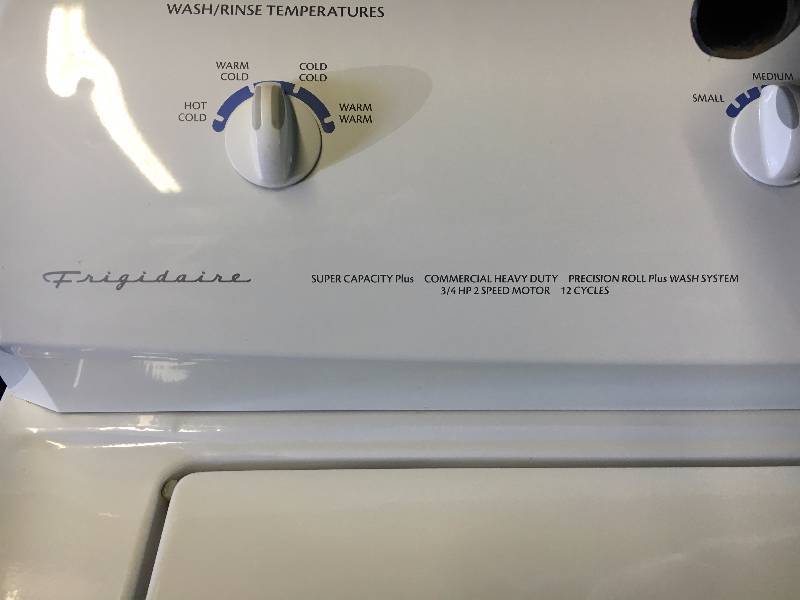 WASH/RINSE TEMPERATURES
WARM COLD
COLD COLD
HOT COLD
WARM WARM
SMALL
MEDIUM
Frigidaire
SUPER CAPACITY Plus COMMERCIAL HEAVY DUTY PRECISION ROLL Plus WASH SYSTEM
3/4 HP 2 SPEED MOTOR 12 CYCLES